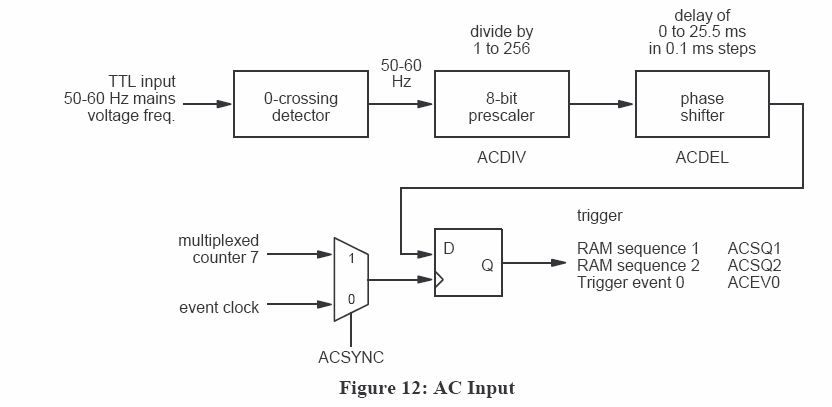 delay of
0 to 25.5 ms
in 0.1 ms steps
divide by
1 to 256
50-60
Hz
TTL input
50-60 Hz mains
voltage freq.
0-crossing
detector
8-bit
prescaler
phase
shifter
ACDIV
ACDEL
trigger
multiplexed
counter 7
1
D
Q
RAM sequence 1 ACSQ1
RAM sequence 2 ACSQ2
Trigger event 0 ACEV0
event clock
0
ACSYNC
Figure 12: AC Input